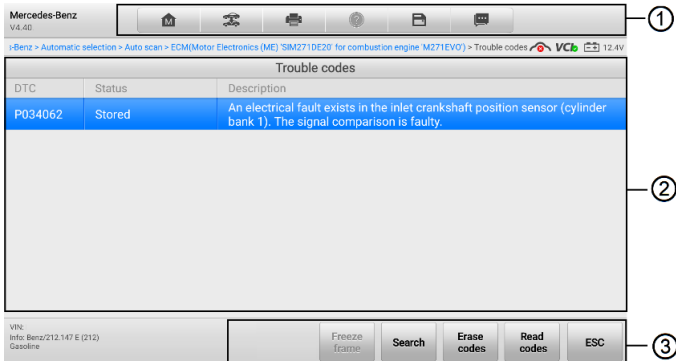 Mercedes-Benz
V4.40
M
?
①
s-Benz > Automatic selection > Auto scan > ECM(Motor Electronics (ME) 'SIM271DE20' for combustion engine 'M271EVO') > Trouble codes VCI 12.4V
Trouble codes
DTC Status Description
P034062 Stored An electrical fault exists in the inlet crankshaft position sensor (cylinder
bank 1). The signal comparison is faulty.
②
VIN:
Info: Benz/212.147 E (212)
Gasoline
Freeze
frame
Search
Erase
codes
Read
codes
ESC
③